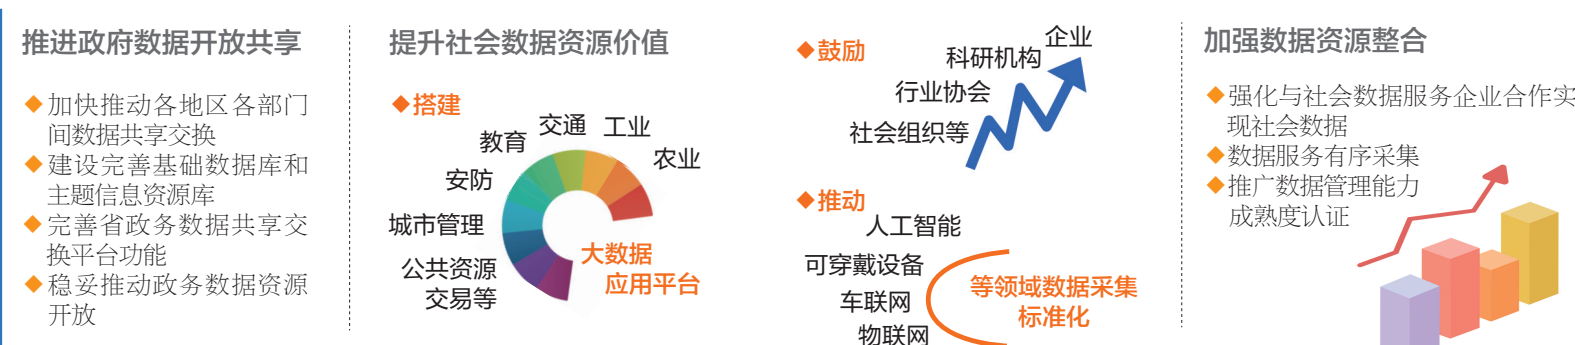 推进政府数据开放共享
◆加快推动各地区各部门
间数据共享交换
◆建设完善基础数据库和
主题信息资源库
◆完善省政务数据共享交
换平台功能
◆稳妥推动政务数据资源
开放
提升社会数据资源价值
◆搭建
农业
工业
交通
教育
安防
城市管理
公共资源
交易等
大数据
应用平台
◆鼓励
企业
科研机构
行业协会
社会组织等
◆推动
人工智能
可穿戴设备
车联网
物联网
等领域数据采集
标准化
加强数据资源整合
◆强化与社会数据服务企业合作实
现社会数据
◆数据服务有序采集
◆推广数据管理能力
成熟度认证